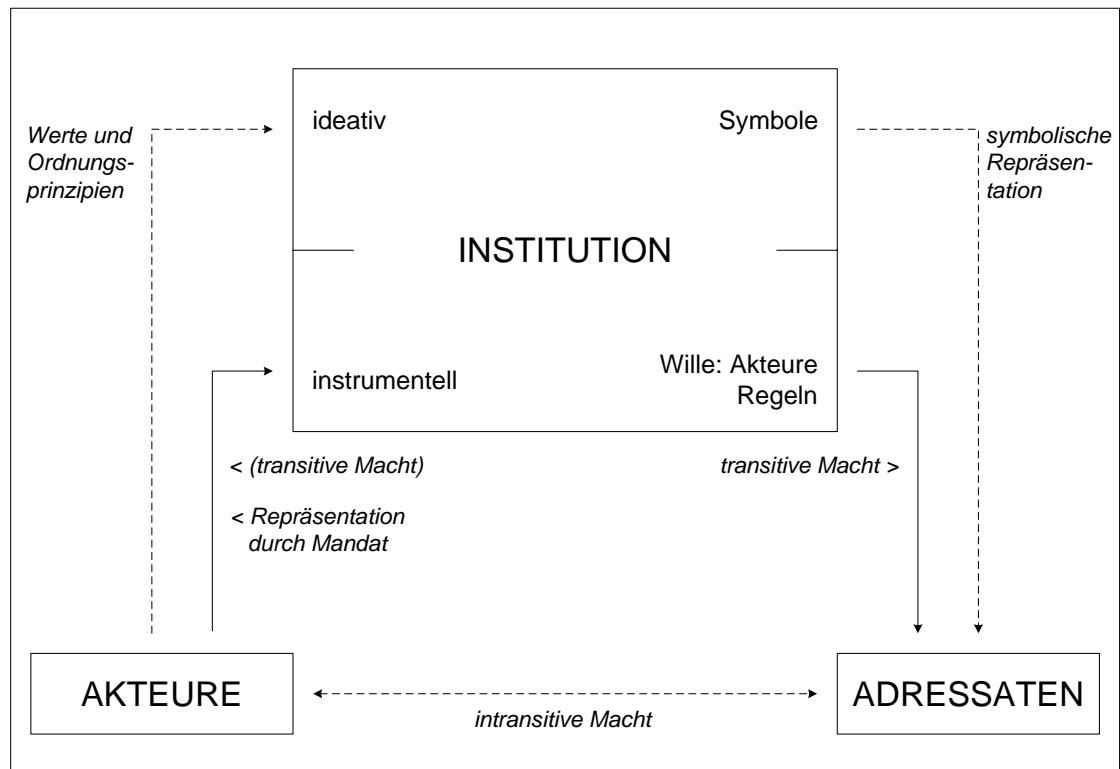 Werte und
Ordnungs-
prinzipien
ideativ
Symbole
symbolische
Repräsen-
tation
INSTITUTION
instrumentell
Wille: Akteure
Regeln
< (transitive Macht)
transitive Macht >
< Repräsentation
durch Mandat
AKTEURE
intransitive Macht
ADRESSATEN